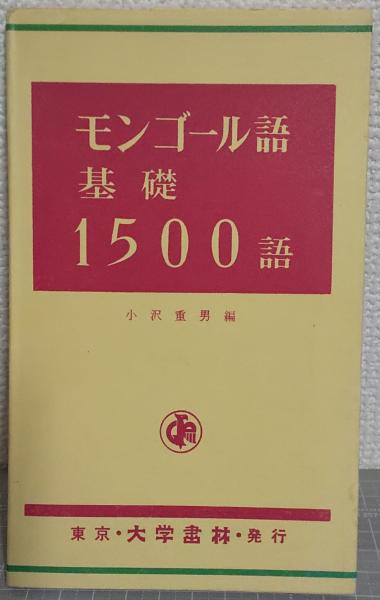 モンゴール語
基礎
1500語
小沢重男編
東京・大学書林・発行